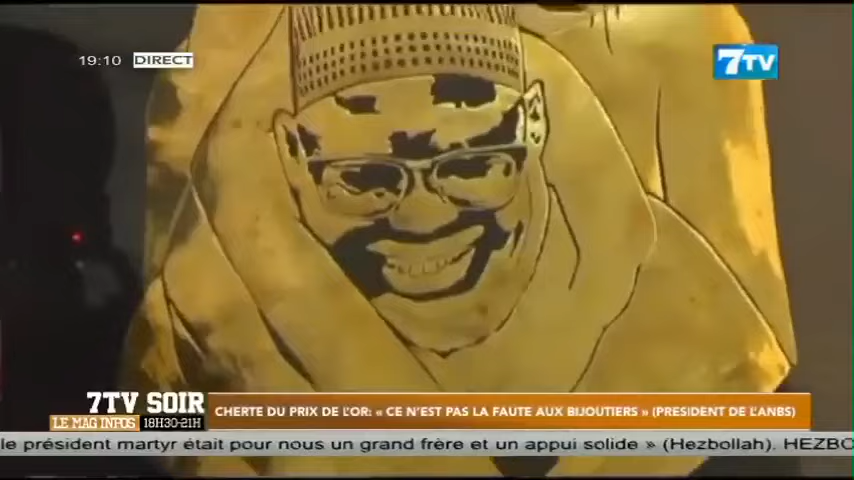 19:10 DIRECT
7TV
7TV SOIR
LE MAG INFOS 18H30-21H
CHERTE DU PRIX DE L'OR: « CE N'EST PAS LA FAUTE AUX BIJOUTIERS » (PRESIDENT DE L'ANBS)
le président martyr était pour nous un grand frère et un appui solide » (Hezbollah). HEZBO